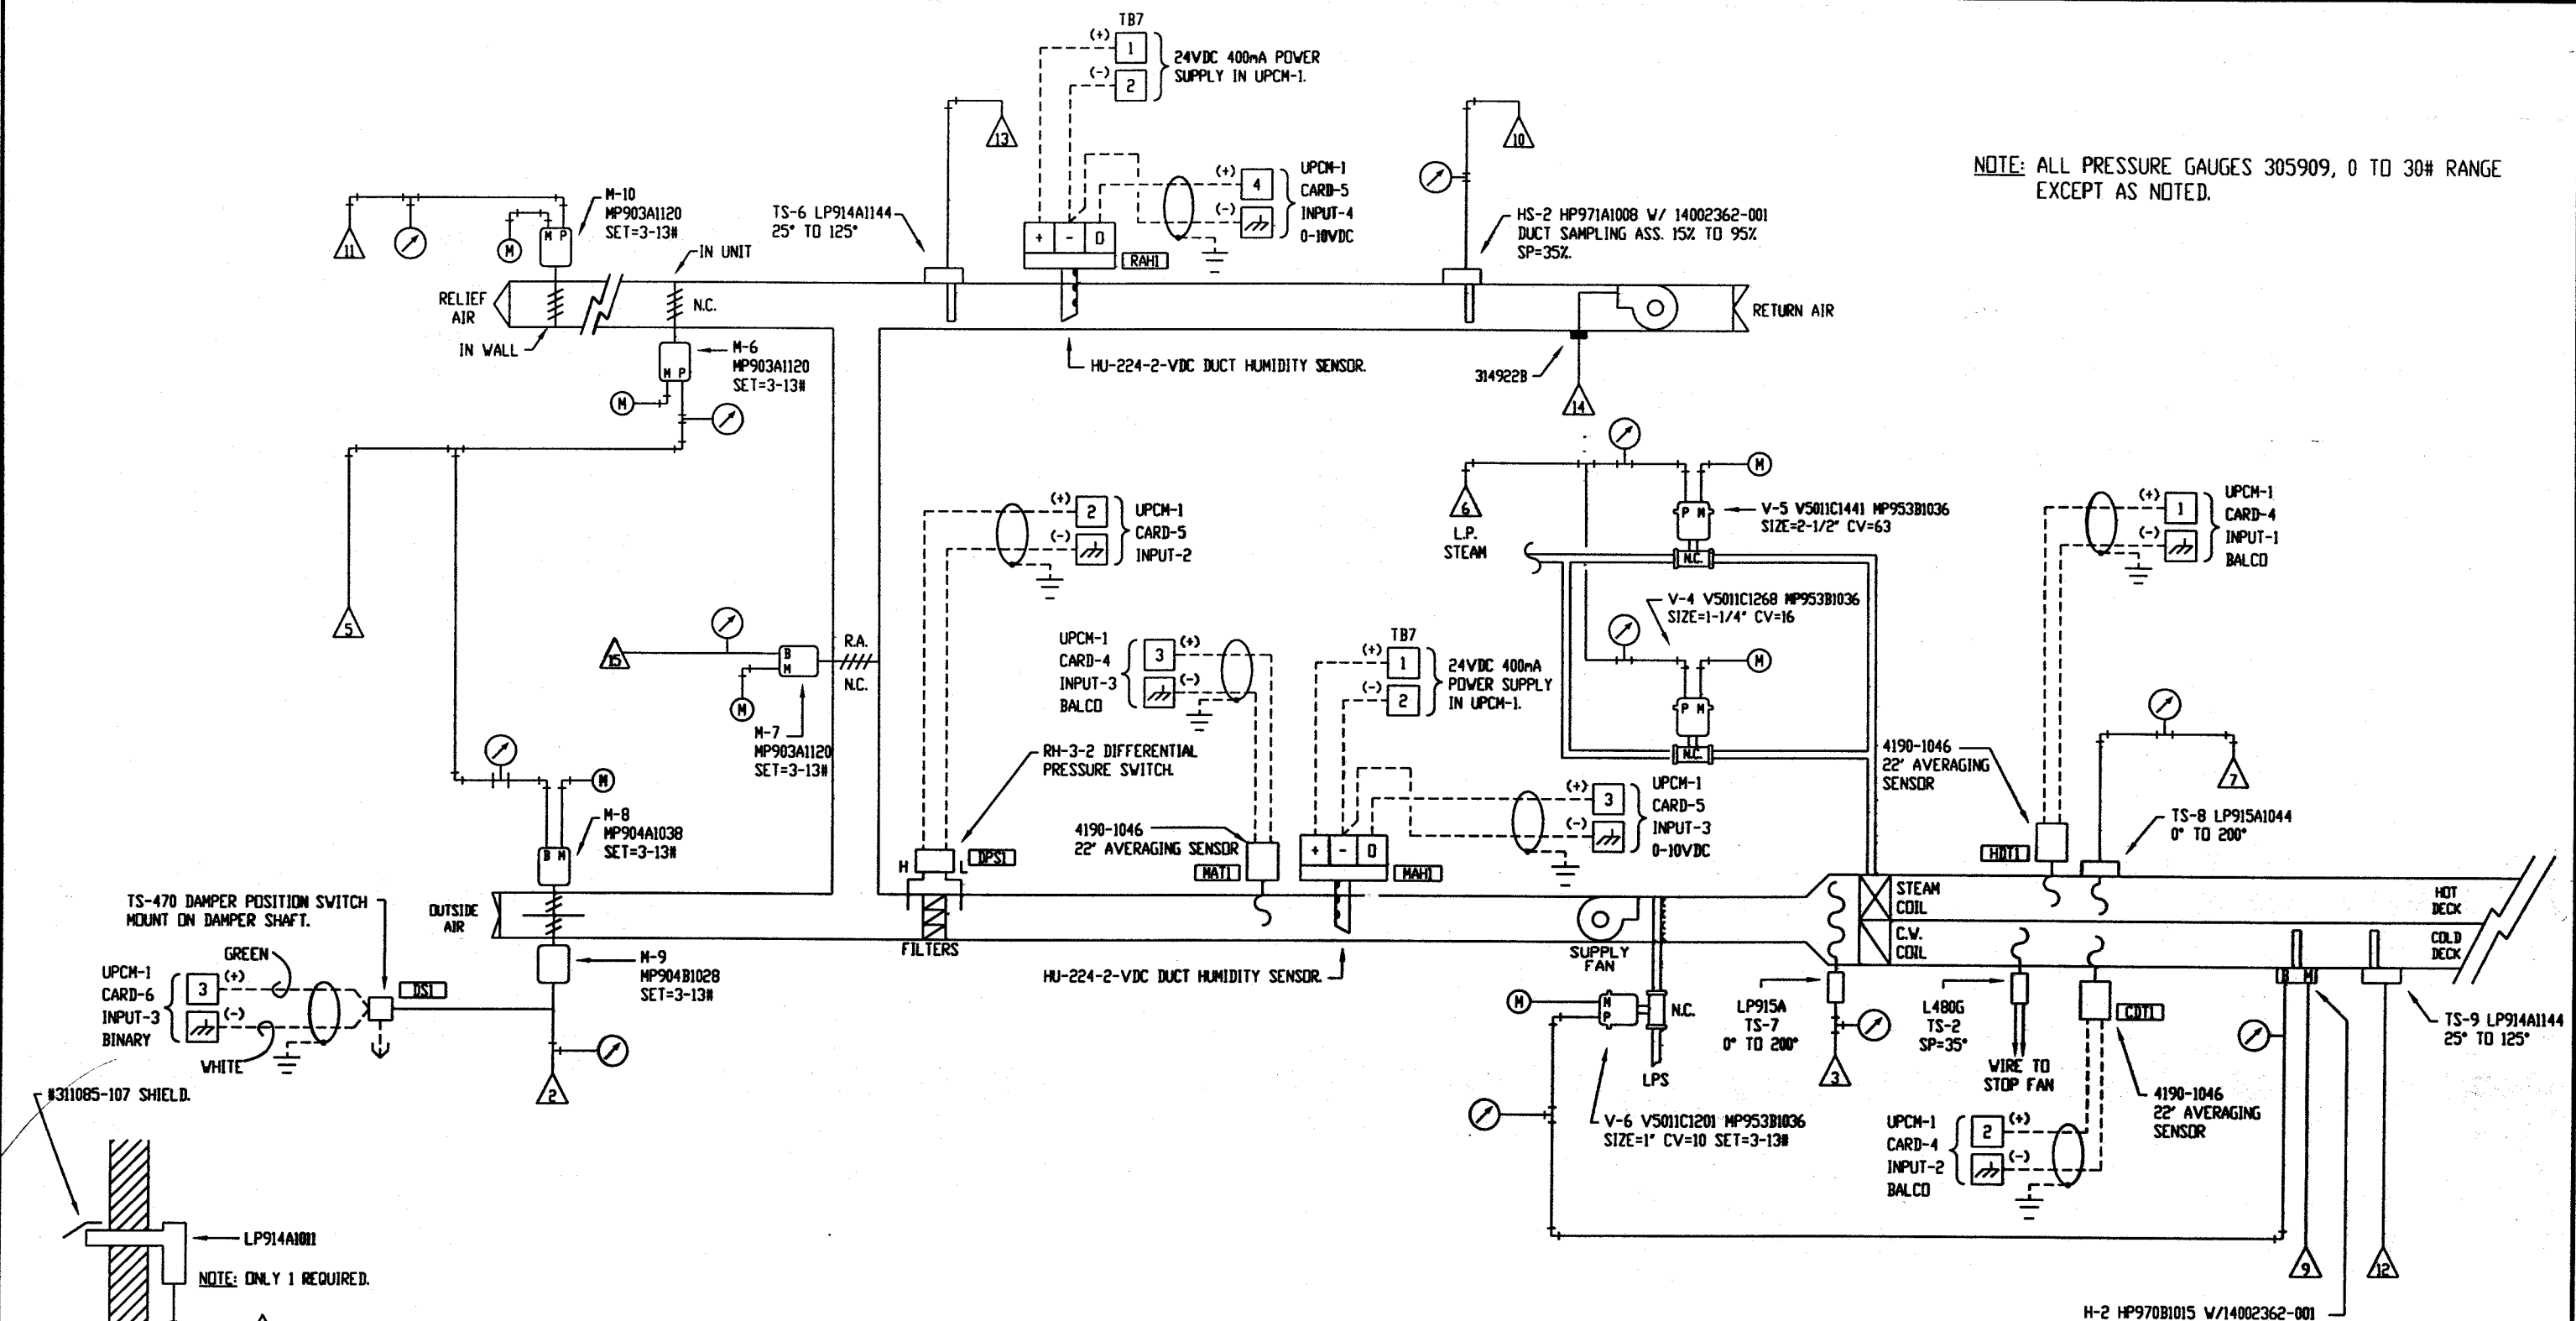 TB7
(+) 1
(-) 2
24VDC 400mA POWER
SUPPLY IN UPCM-1.
13
10
NOTE: ALL PRESSURE GAUGES 305909, 0 TO 30# RANGE
EXCEPT AS NOTED.
M-10
MP903A1120
SET=3-13#
M P
M
11
TS-6 LP914A1144
25° TO 125°
(+) 4
(-)
UPCM-1
CARD-5
INPUT-4
0-10VDC
+ - O
RAH1
HS-2 HP971A1008 W/ 14002362-001
DUCT SAMPLING ASS. 15% TO 95%
SP=35%.
IN UNIT
RELIEF
AIR
N.C.
RETURN AIR
IN WALL
M-6
MP903A1120
SET=3-13#
M P
M
HU-224-2-VDC DUCT HUMIDITY SENSOR.
314922B
14
5
15
B
M
M
R.A.
N.C.
M-7
MP903A1120
SET=3-13#
(+) 2
(-)
UPCM-1
CARD-5
INPUT-2
6
L.P.
STEAM
M
P M
N.C.
V-5 V5011C1441 MP953B1036
SIZE=2-1/2" CV=63
V-4 V5011C1268 MP953B1036
SIZE=1-1/4" CV=16
M
P M
N.C.
(+) 1
(-)
UPCM-1
CARD-4
INPUT-1
BALCO
UPCM-1
CARD-4
INPUT-3
BALCO
3 (+)
(-)
TB7
(+) 1
(-) 2
24VDC 400mA
POWER SUPPLY
IN UPCM-1.
RH-3-2 DIFFERENTIAL
PRESSURE SWITCH.
4190-1046
22' AVERAGING SENSOR
MAT1
H L
DPS1
FILTERS
+ - O
MAH1
(+) 3
(-)
UPCM-1
CARD-5
INPUT-3
0-10VDC
4190-1046
22' AVERAGING
SENSOR
HDT1
7
TS-8 LP915A1044
0° TO 200°
M
M-8
MP904A1038
SET=3-13#
B M
TS-470 DAMPER POSITION SWITCH
MOUNT ON DAMPER SHAFT.
OUTSIDE
AIR
STEAM
COIL
C.W.
COIL
HOT
DECK
COLD
DECK
GREEN
UPCM-1
CARD-6
INPUT-3
BINARY
3 (+)
(-)
WHITE
DS1
M-9
MP904B1028
SET=3-13#
2
HU-224-2-VDC DUCT HUMIDITY SENSOR.
SUPPLY
FAN
M
M
P
N.C.
LPS
V-6 V5011C1201 MP953B1036
SIZE=1" CV=10 SET=3-13#
LP915A
TS-7
0° TO 200°
3
L480G
TS-2
SP=35°
WIRE TO
STOP FAN
CDT1
4190-1046
22' AVERAGING
SENSOR
UPCM-1
CARD-4
INPUT-2
BALCO
2 (+)
(-)
B M
TS-9 LP914A1144
25° TO 125°
9
12
H-2 HP970B1015 W/14002362-001
#311085-107 SHIELD.
LP914A1011
NOTE: ONLY 1 REQUIRED.